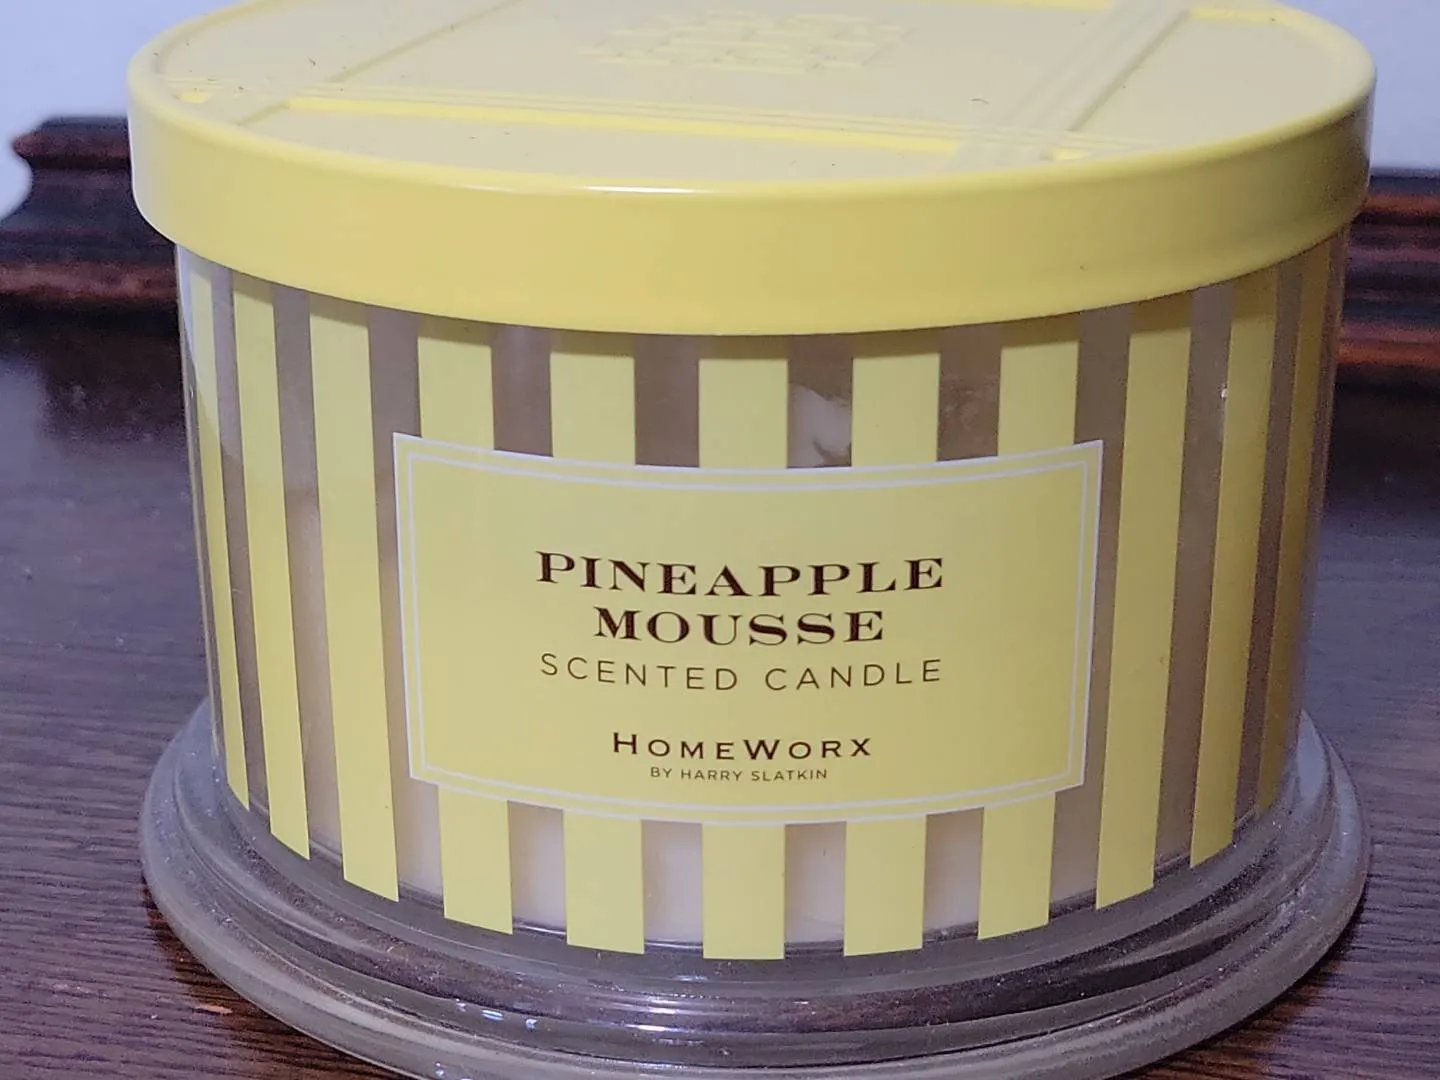 PINEAPPLE
MOUSSE
SCENTED CANDLE
HOMEWORX
BY HARRY SLATKIN